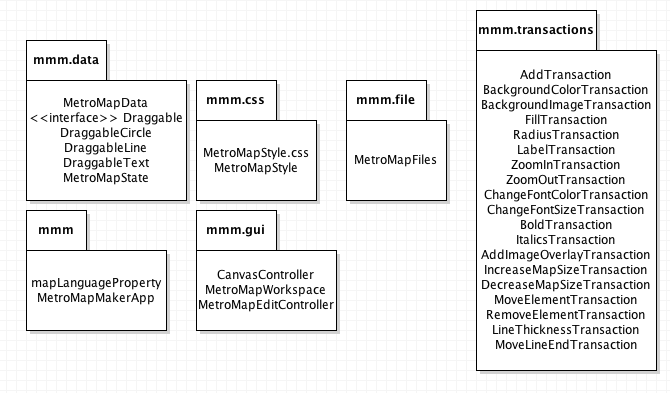 mmm.data
MetroMapData
<<interface>> Draggable
DraggableCircle
DraggableLine
DraggableText
MetroMapState
mmm.css
MetroMapStyle.css
MetroMapStyle
mmm.file
MetroMapFiles
mmm.transactions
AddTransaction
BackgroundColorTransaction
BackgroundImageTransaction
FillTransaction
RadiusTransaction
LabelTransaction
ZoomInTransaction
ZoomOutTransaction
ChangeFontColorTransaction
ChangeFontSizeTransaction
BoldTransaction
ItalicsTransaction
AddImageOverlayTransaction
IncreaseMapSizeTransaction
DecreaseMapSizeTransaction
MoveElementTransaction
RemoveElementTransaction
LineThicknessTransaction
MoveLineEndTransaction
mmm
mapLanguageProperty
MetroMapMakerApp
mmm.gui
CanvasController
MetroMapWorkspace
MetroMapEditController